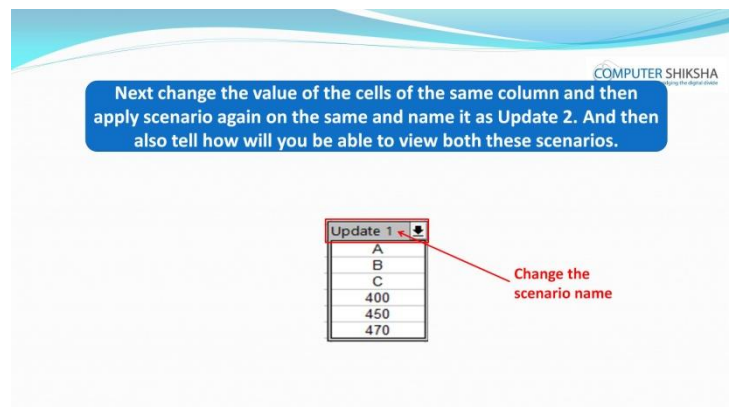 COMPUTER SHIKSHA
Next change the value of the cells of the same column and then
apply scenario again on the same and name it as Update 2. And then
also tell how will you be able to view both these scenarios.
Update 1
A
B
C
400
450
470
Change the
scenario name